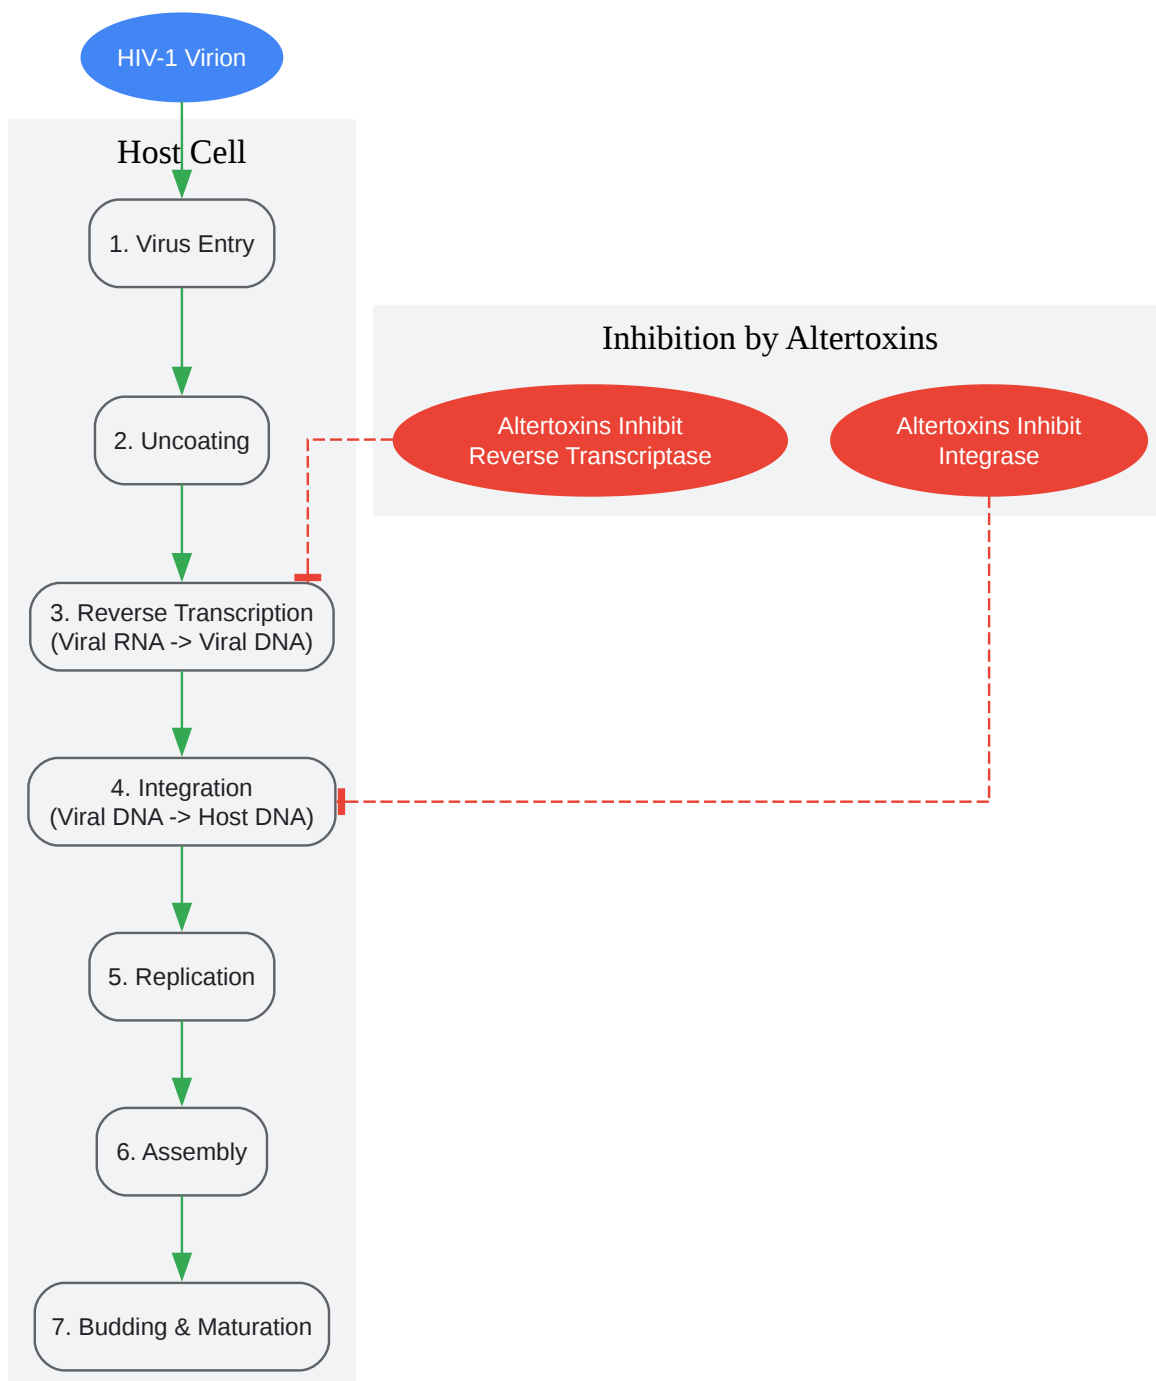 HIV-1 Virion
Host Cell
1. Virus Entry
Inhibition by Altertoxins
Altertoxins Inhibit
Reverse Transcriptase
Altertoxins Inhibit
Integrase
2. Uncoating
3. Reverse Transcription
(Viral RNA -> Viral DNA)
4. Integration
(Viral DNA -> Host DNA)
5. Replication
6. Assembly
7. Budding & Maturation